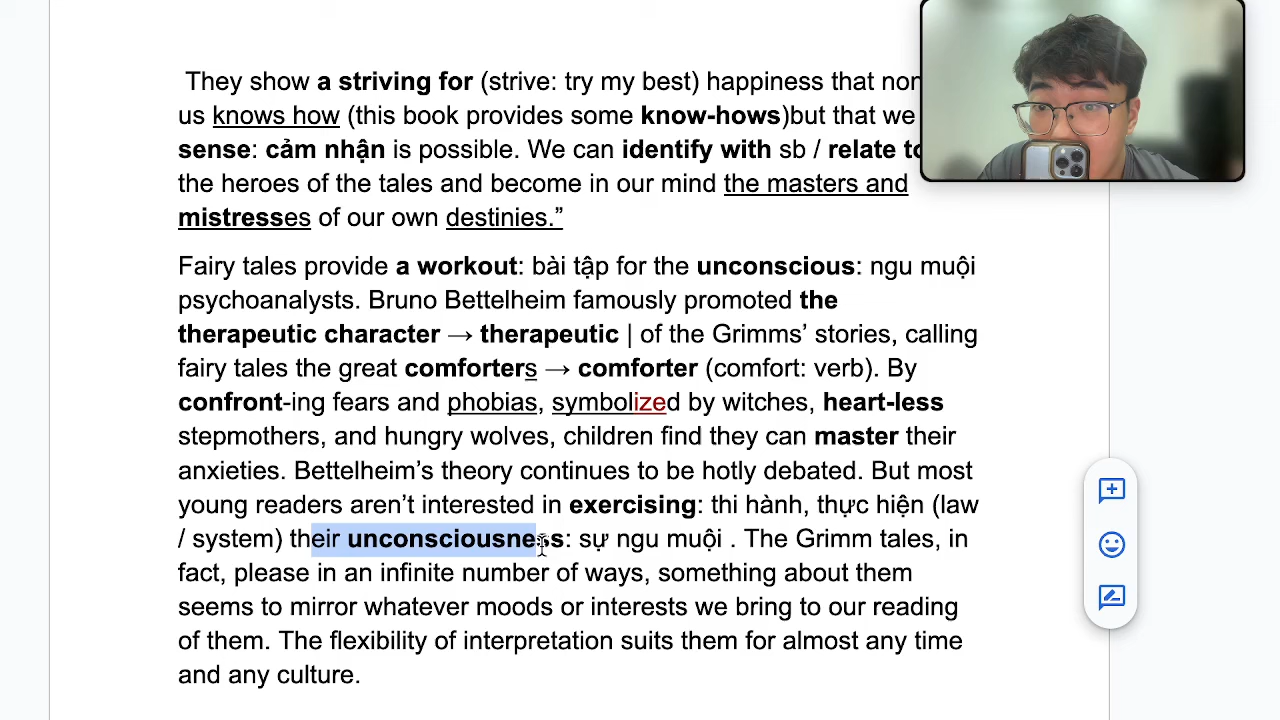 They show a striving for (strive: try my best) happiness that
us knows how (this book provides some know-hows)but that we
sense: cảm nhận is possible. We can identify with sb / relate
the heroes of the tales and become in our mind the masters and
mistresses of our own destinies.”
Fairy tales provide a workout: bài tập for the unconscious: ngu muội
psychoanalysts. Bruno Bettelheim famously promoted the
therapeutic character → therapeutic | of the Grimms’ stories, calling
fairy tales the great comforters → comforter (comfort: verb). By
confront-ing fears and phobias, symbolized by witches, heart-less
stepmothers, and hungry wolves, children find they can master their
anxieties. Bettelheim’s theory continues to be hotly debated. But most
young readers aren’t interested in exercising: thi hành, thực hiện (law
/ system) their unconsciousness: sự ngu muội . The Grimm tales, in
fact, please in an infinite number of ways, something about them
seems to mirror whatever moods or interests we bring to our reading
of them. The flexibility of interpretation suits them for almost any time
and any culture.